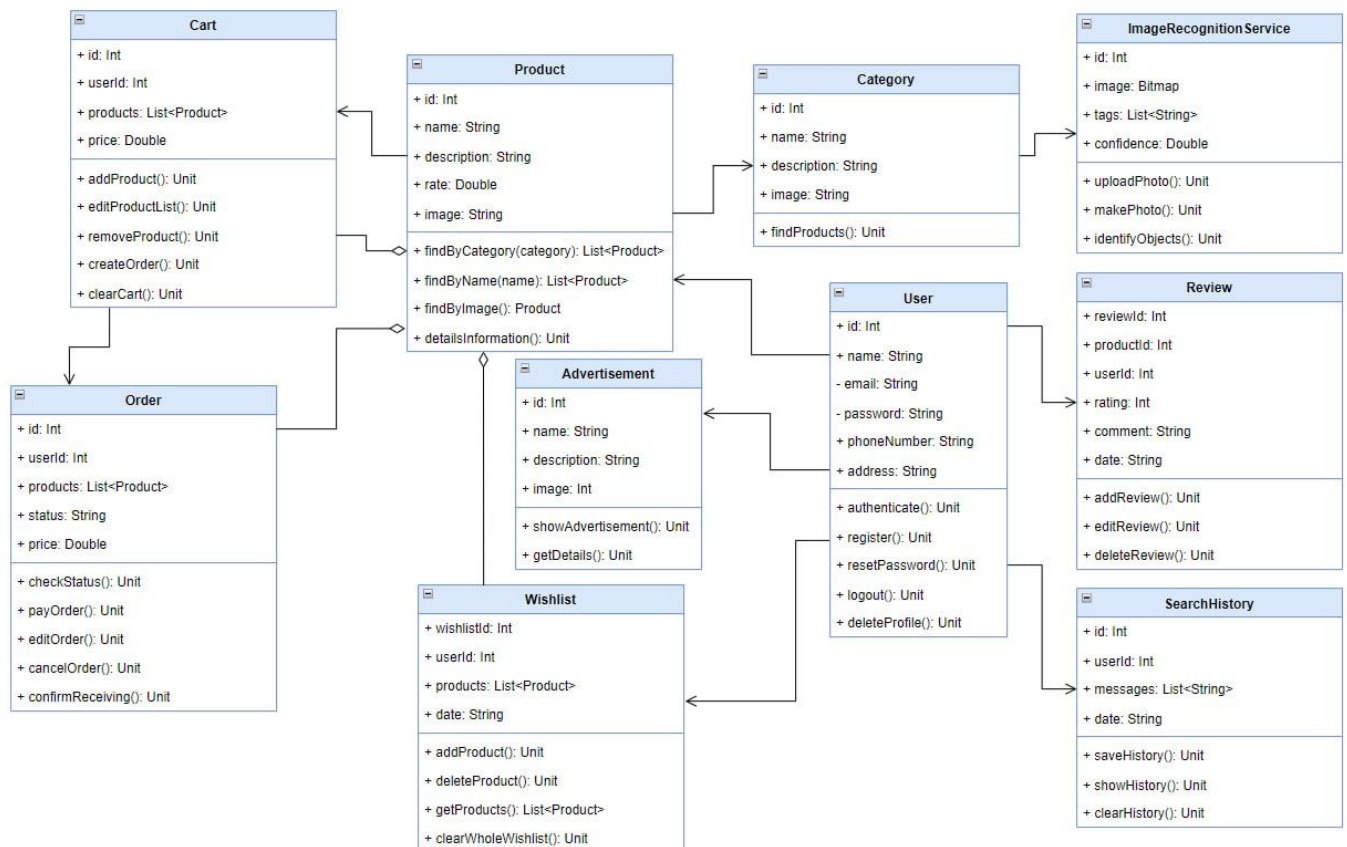 Cart
+ id: Int
+ userId: Int
+ products: List<Product>
+ price: Double
+ addProduct(): Unit
+ editProductList(): Unit
+ removeProduct(): Unit
+ createOrder(): Unit
+ clearCart(): Unit
Product
+ id: Int
+ name: String
+ description: String
+ rate: Double
+ image: String
+ findByCategory(category): List<Product>
+ findByName(name): List<Product>
+ findByImage(): Product
+ detailsInformation(): Unit
Category
+ id: Int
+ name: String
+ description: String
+ image: String
+ findProducts(): Unit
ImageRecognitionService
+ id: Int
+ image: Bitmap
+ tags: List<String>
+ confidence: Double
+ uploadPhoto(): Unit
+ makePhoto(): Unit
+ identifyObjects(): Unit
Order
+ id: Int
+ userId: Int
+ products: List<Product>
+ status: String
+ price: Double
+ checkStatus(): Unit
+ payOrder(): Unit
+ editOrder(): Unit
+ cancelOrder(): Unit
+ confirmReceiving(): Unit
Advertisement
+ id: Int
+ name: String
+ description: String
+ image: Int
+ showAdvertisement(): Unit
+ getDetails(): Unit
User
+ id: Int
+ name: String
- email: String
- password: String
+ phoneNumber: String
+ address: String
+ authenticate(): Unit
+ register(): Unit
+ resetPassword(): Unit
+ logout(): Unit
+ deleteProfile(): Unit
Review
+ reviewId: Int
+ productId: Int
+ userId: Int
+ rating: Int
+ comment: String
+ date: String
+ addReview(): Unit
+ editReview(): Unit
+ deleteReview(): Unit
Wishlist
+ wishlistId: Int
+ userId: Int
+ products: List<Product>
+ date: String
+ addProduct(): Unit
+ deleteProduct(): Unit
+ getProducts(): List<Product>
+ clearWholeWishlist(): Unit
SearchHistory
+ id: Int
+ userId: Int
+ messages: List<String>
+ date: String
+ saveHistory(): Unit
+ showHistory(): Unit
+ clearHistory(): Unit